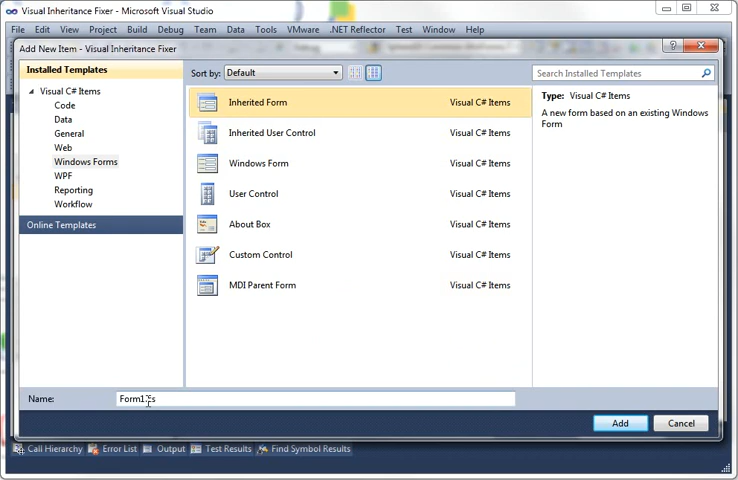 Visual Inheritance Fixer - Microsoft Visual Studio
File Edit View Project Build Debug Team Data Tools VMware .NET Reflector Test Window Help
Add New Item - Visual Inheritance Fixer
Installed Templates
Sort by: Default
Search Installed Templates
Visual C# Items
Code
Data
General
Web
Windows Forms
WPF
Reporting
Workflow
Online Templates
Inherited Form Visual C# Items
Inherited User Control Visual C# Items
Windows Form Visual C# Items
User Control Visual C# Items
About Box Visual C# Items
Custom Control Visual C# Items
MDI Parent Form Visual C# Items
Type: Visual C# Items
A new form based on an existing Windows
Form
Name: Form1.cs
Add Cancel
Call Hierarchy Error List Output Test Results Find Symbol Results